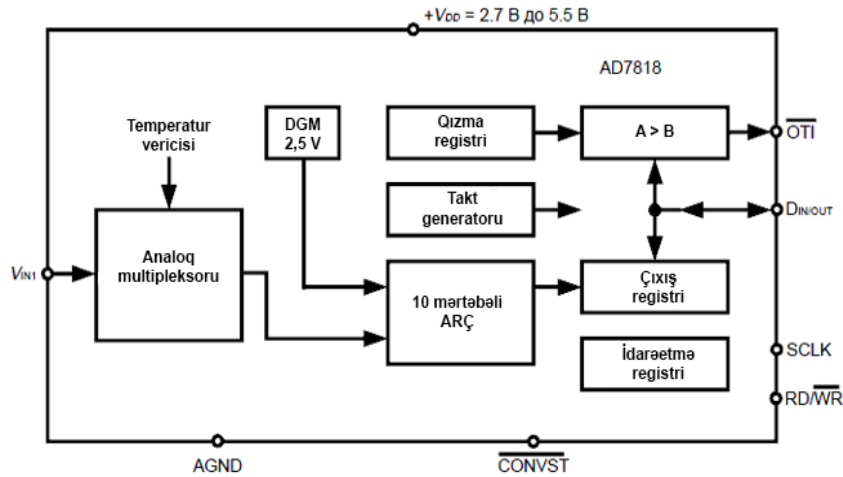 +VDD = 2.7 В до 5.5 В
AD7818
Temperatur
vericisi
DGM
2,5 V
Qızma
registri
A > B
OTI
Takt
generatoru
DIN/OUT
VIN1
Analoq
multipleksoru
10 mərtəbəli
ARÇ
Çıxış
registri
İdarəetmə
registri
SCLK
RD/WR
AGND
CONVST